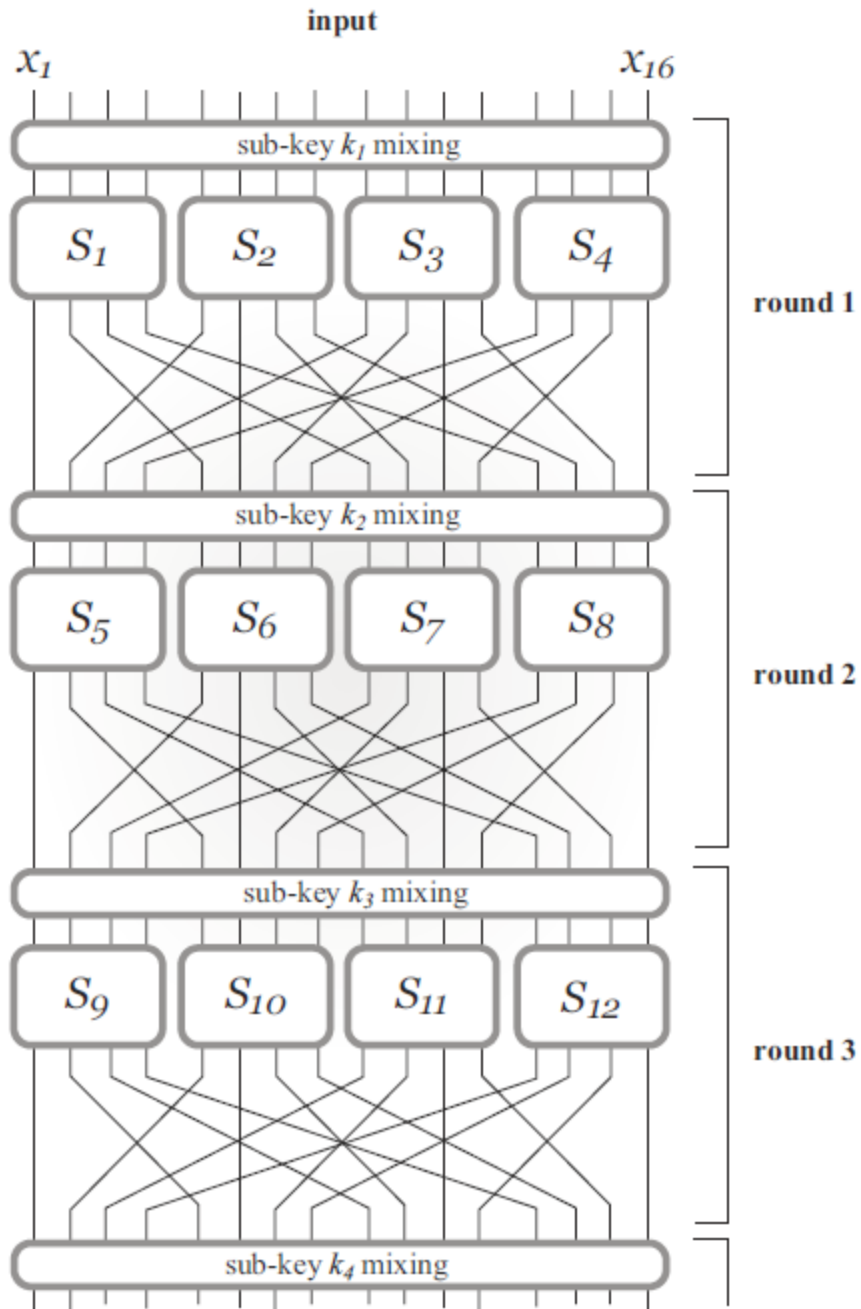 input
x₁ x₁₆
sub-key k₁ mixing
S₁ S₂ S₃ S₄
round 1
sub-key k₂ mixing
S₅ S₆ S₇ S₈
round 2
sub-key k₃ mixing
S₉ S₁₀ S₁₁ S₁₂
round 3
sub-key k₄ mixing